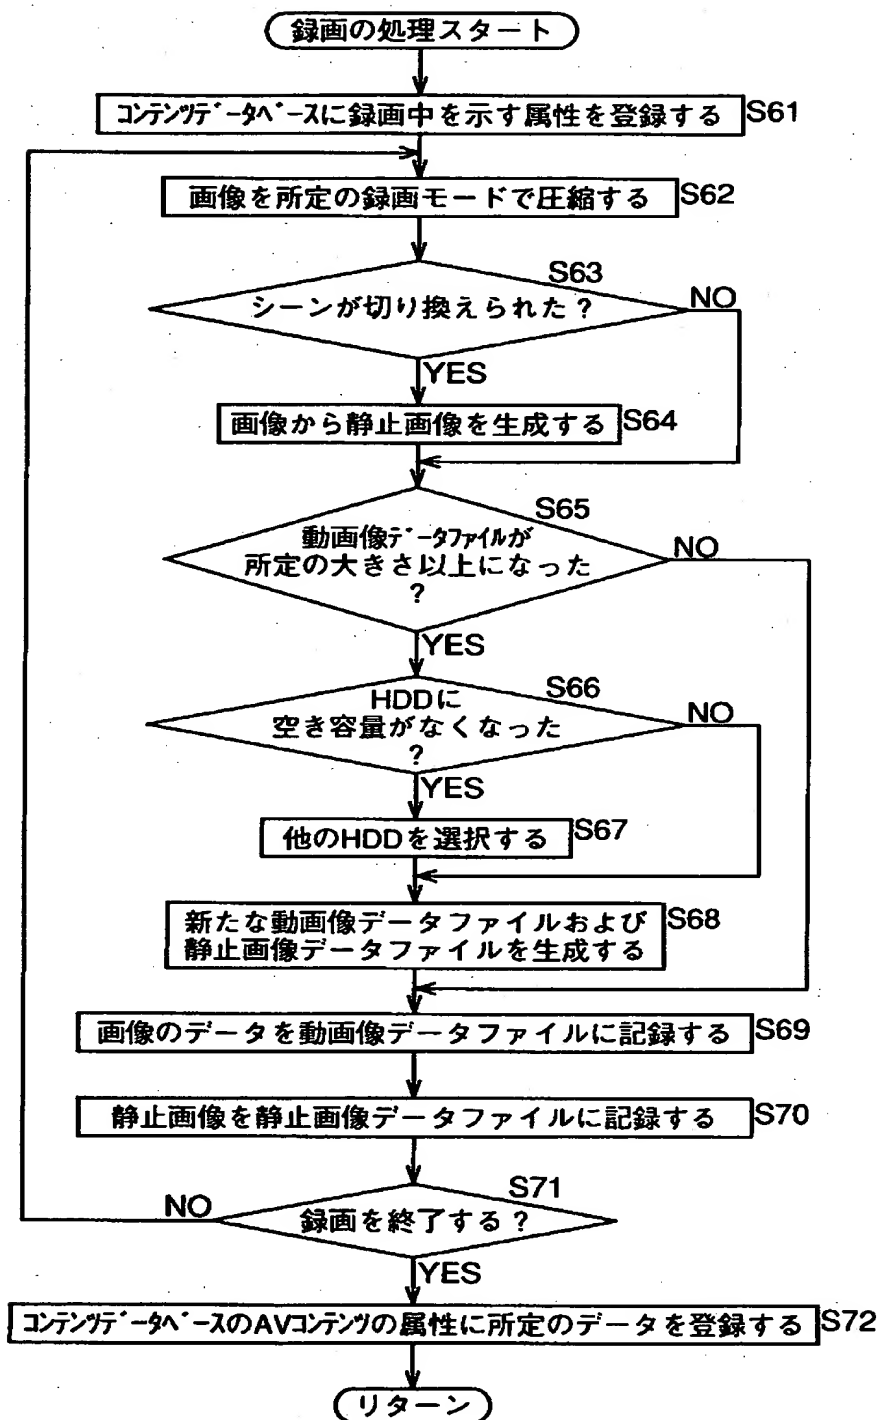 録画の処理スタート
コンテンツデータベースに録画中を示す属性を登録する S61
画像を所定の録画モードで圧縮する S62
S63
シーンが切り換えられた？ NO
YES
画像から静止画像を生成する S64
S65
動画像データファイルが
所定の大きさ以上になった NO
？
YES
S66
HDDに
空き容量がなくなった NO
？
YES
他のHDDを選択する S67
新たな動画像データファイルおよび S68
静止画像データファイルを生成する
画像のデータを動画像データファイルに記録する S69
静止画像を静止画像データファイルに記録する S70
S71
NO 録画を終了する？
YES
コンテンツデータベースのAVコンテンツの属性に所定のデータを登録する S72
リターン